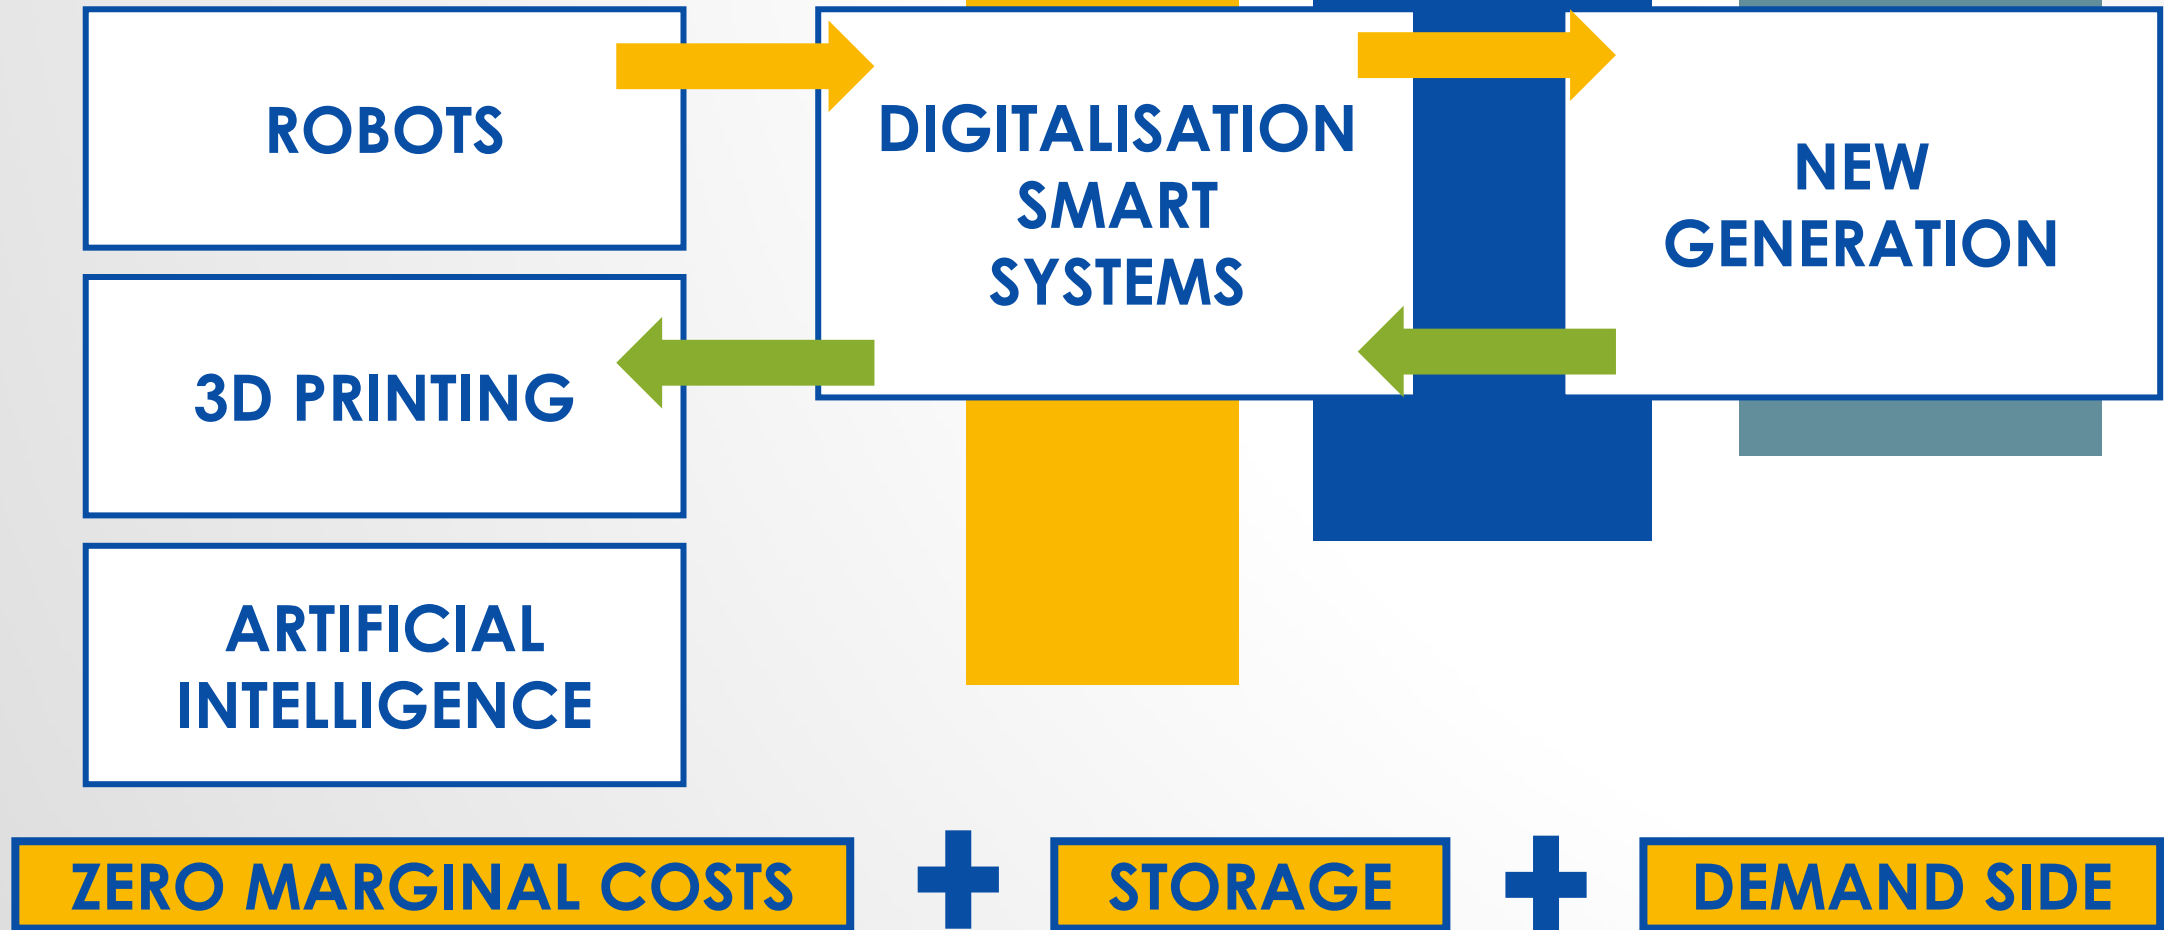 ROBOTS
DIGITALISATION
SMART
SYSTEMS
NEW
GENERATION
3D PRINTING
ARTIFICIAL
INTELLIGENCE
ZERO MARGINAL COSTS
STORAGE
DEMAND SIDE